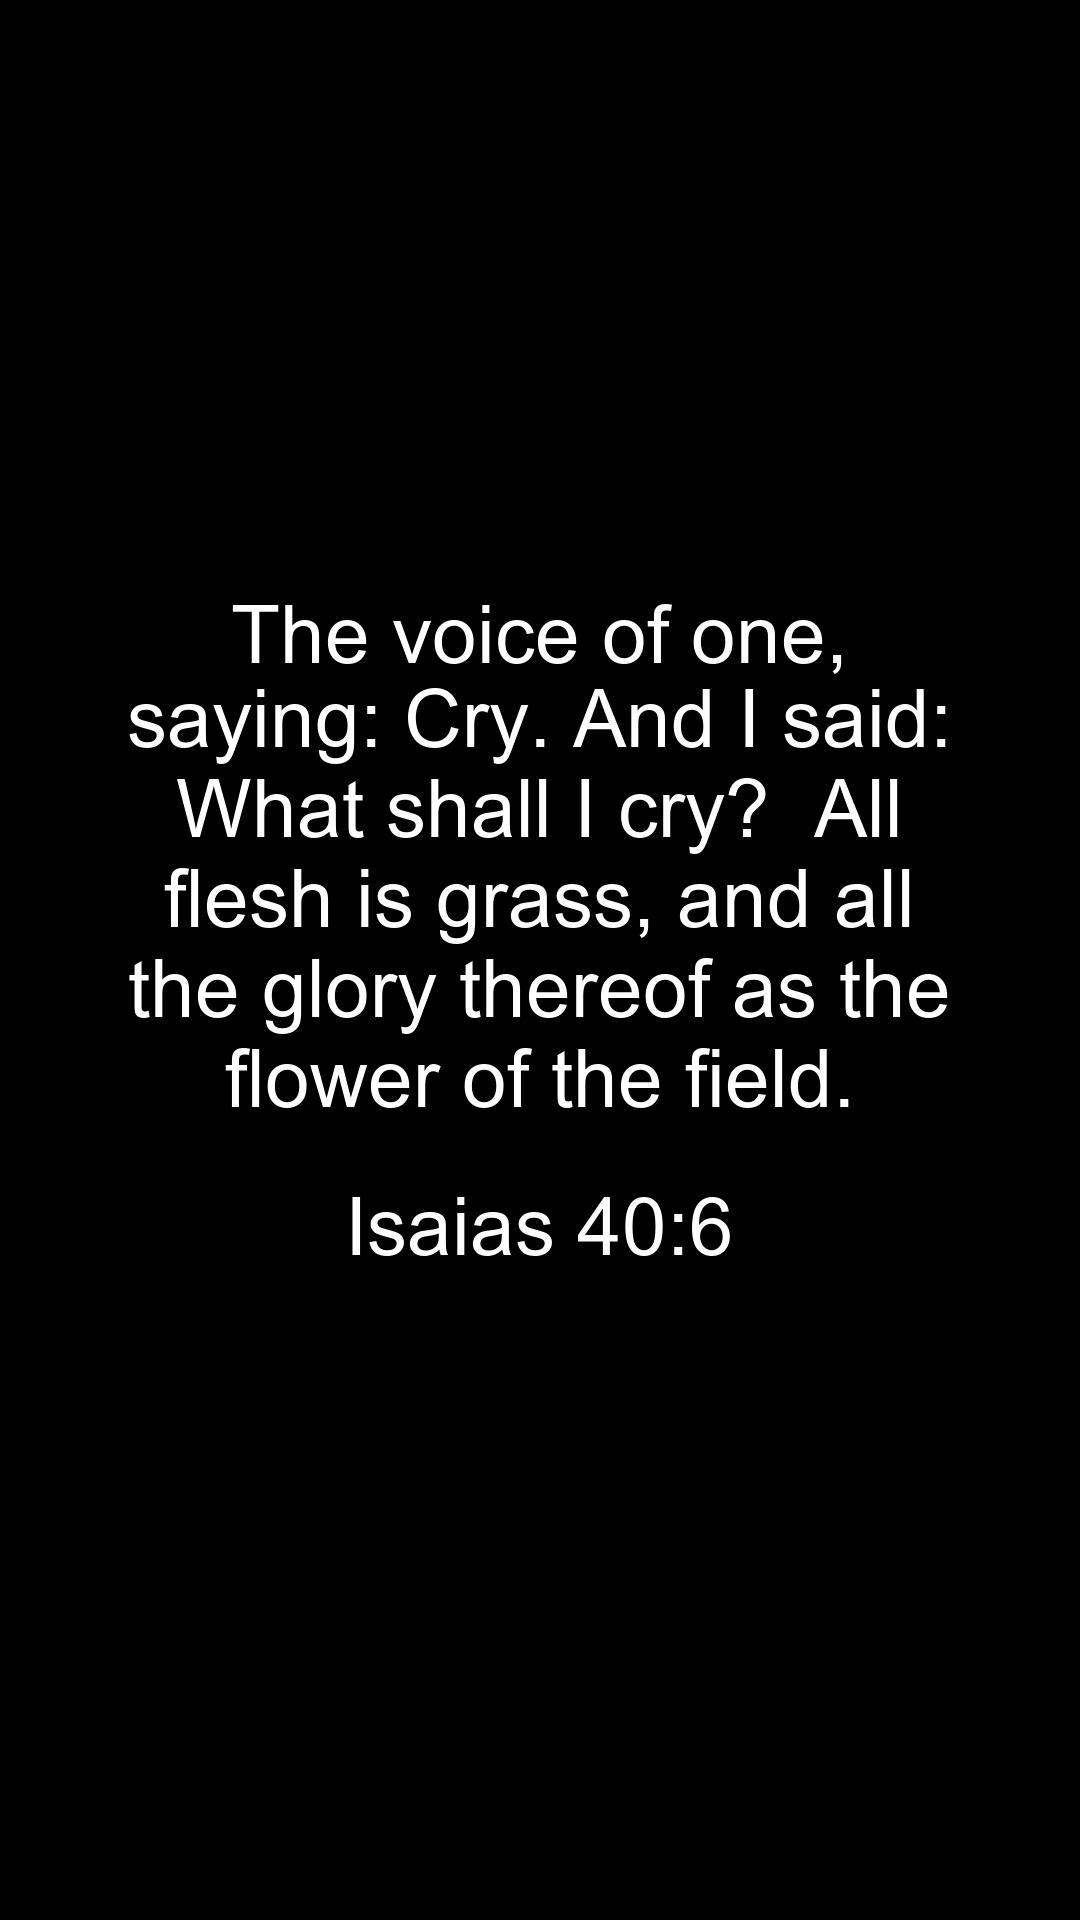 The voice of one,
saying: Cry. And I said:
What shall I cry?  All
flesh is grass, and all
the glory thereof as the
flower of the field.
Isaias 40:6